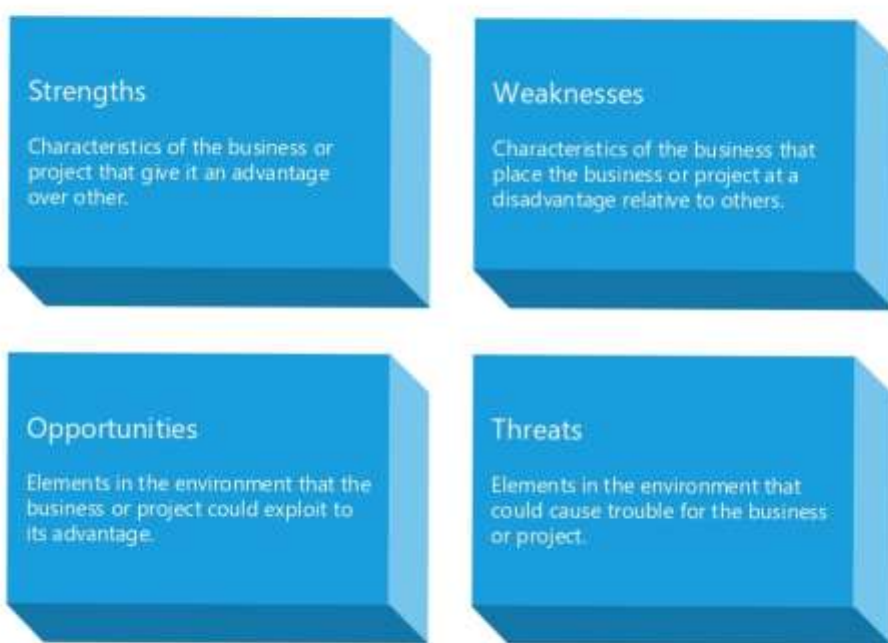 Strengths
Characteristics of the business or
project that give it an advantage
over other.
Weaknesses
Characteristics of the business that
place the business or project at a
disadvantage relative to others.
Opportunities
Elements in the environment that the
business or project could exploit to
its advantage.
Threats
Elements in the environment that
could cause trouble for the business
or project.